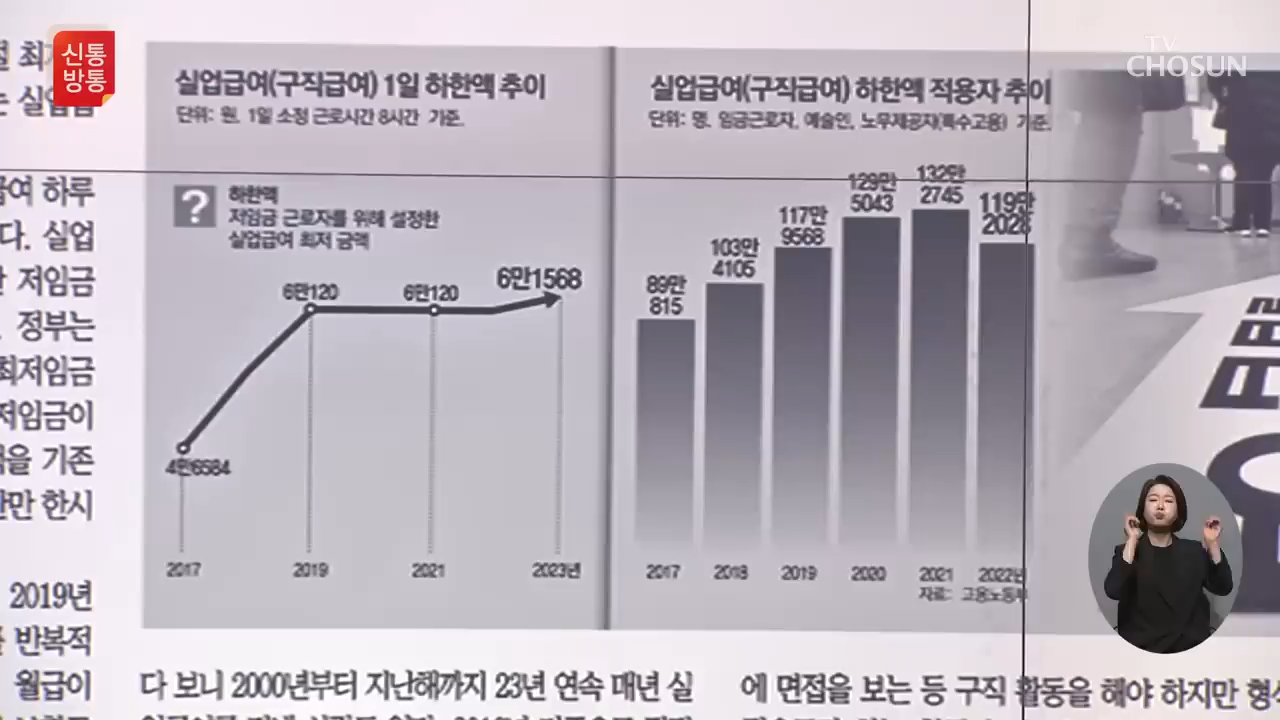 신통
방통
TV
CHOSUN
실업급여(구직급여) 1일 하한액 추이
단위: 원, 1일 소정 근로시간 8시간 기준.
?
하한액
저임금 근로자를 위해 설정한
실업급여 최저 금액
4만6584
6만120
6만120
6만1568
2017
2019
2021
2023년
실업급여(구직급여) 하한액 적용자 추이
단위: 명. 임금근로자, 예술인, 노무제공자(특수고용) 기준.
89만
815
103만
4105
117만
9568
129만
5043
132만
2745
119만
2028
2017
2018
2019
2020
2021
2022년
자료: 고용노동부
급여 하루
다. 실업
저임금
정부는
최저임금
저임금이
기존
한시
2019년
반복적
월급이
다 보니 2000년부터 지난해까지 23년 연속 매년 실
에 면접을 보는 등 구직 활동을 해야 하지만 형